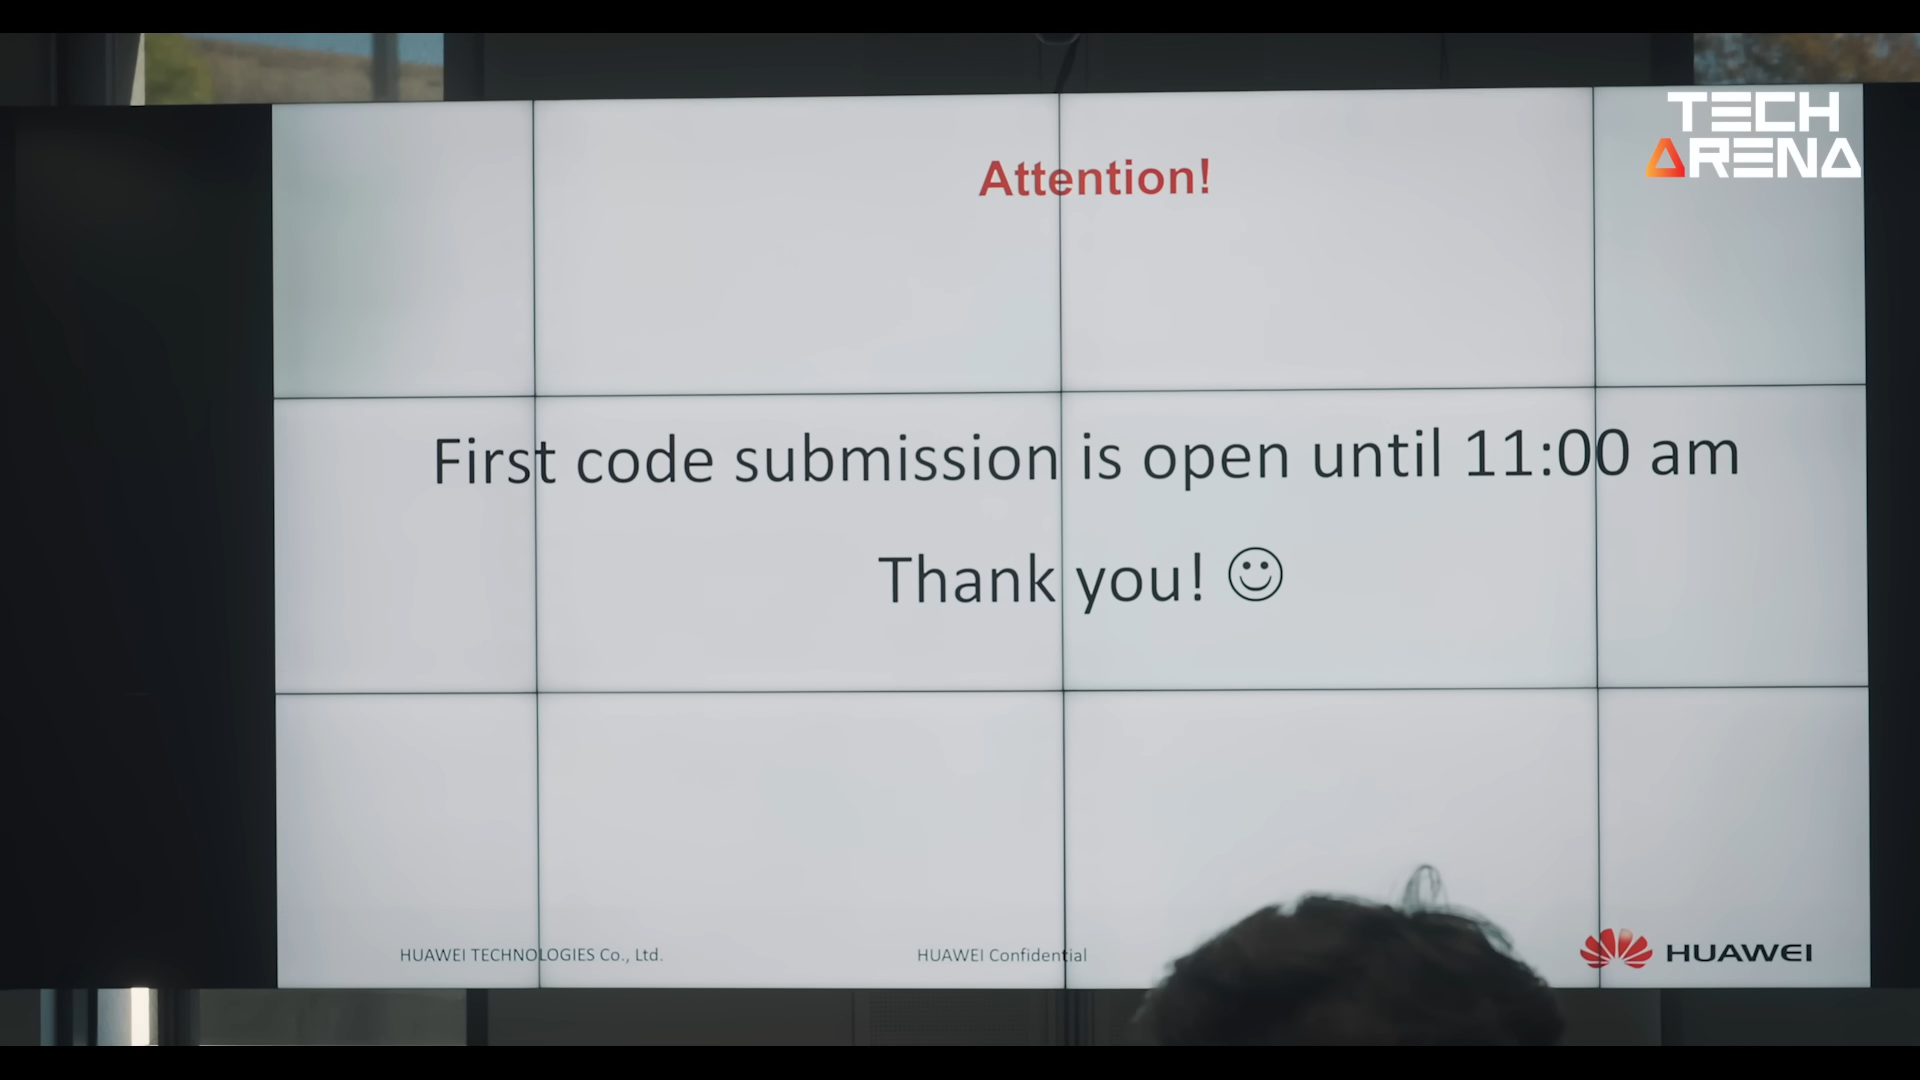 TECH
ARENA
Attention!
First code submission is open until 11:00 am
Thank you! ☺
HUAWEI TECHNOLOGIES Co., Ltd.
HUAWEI Confidential
HUAWEI